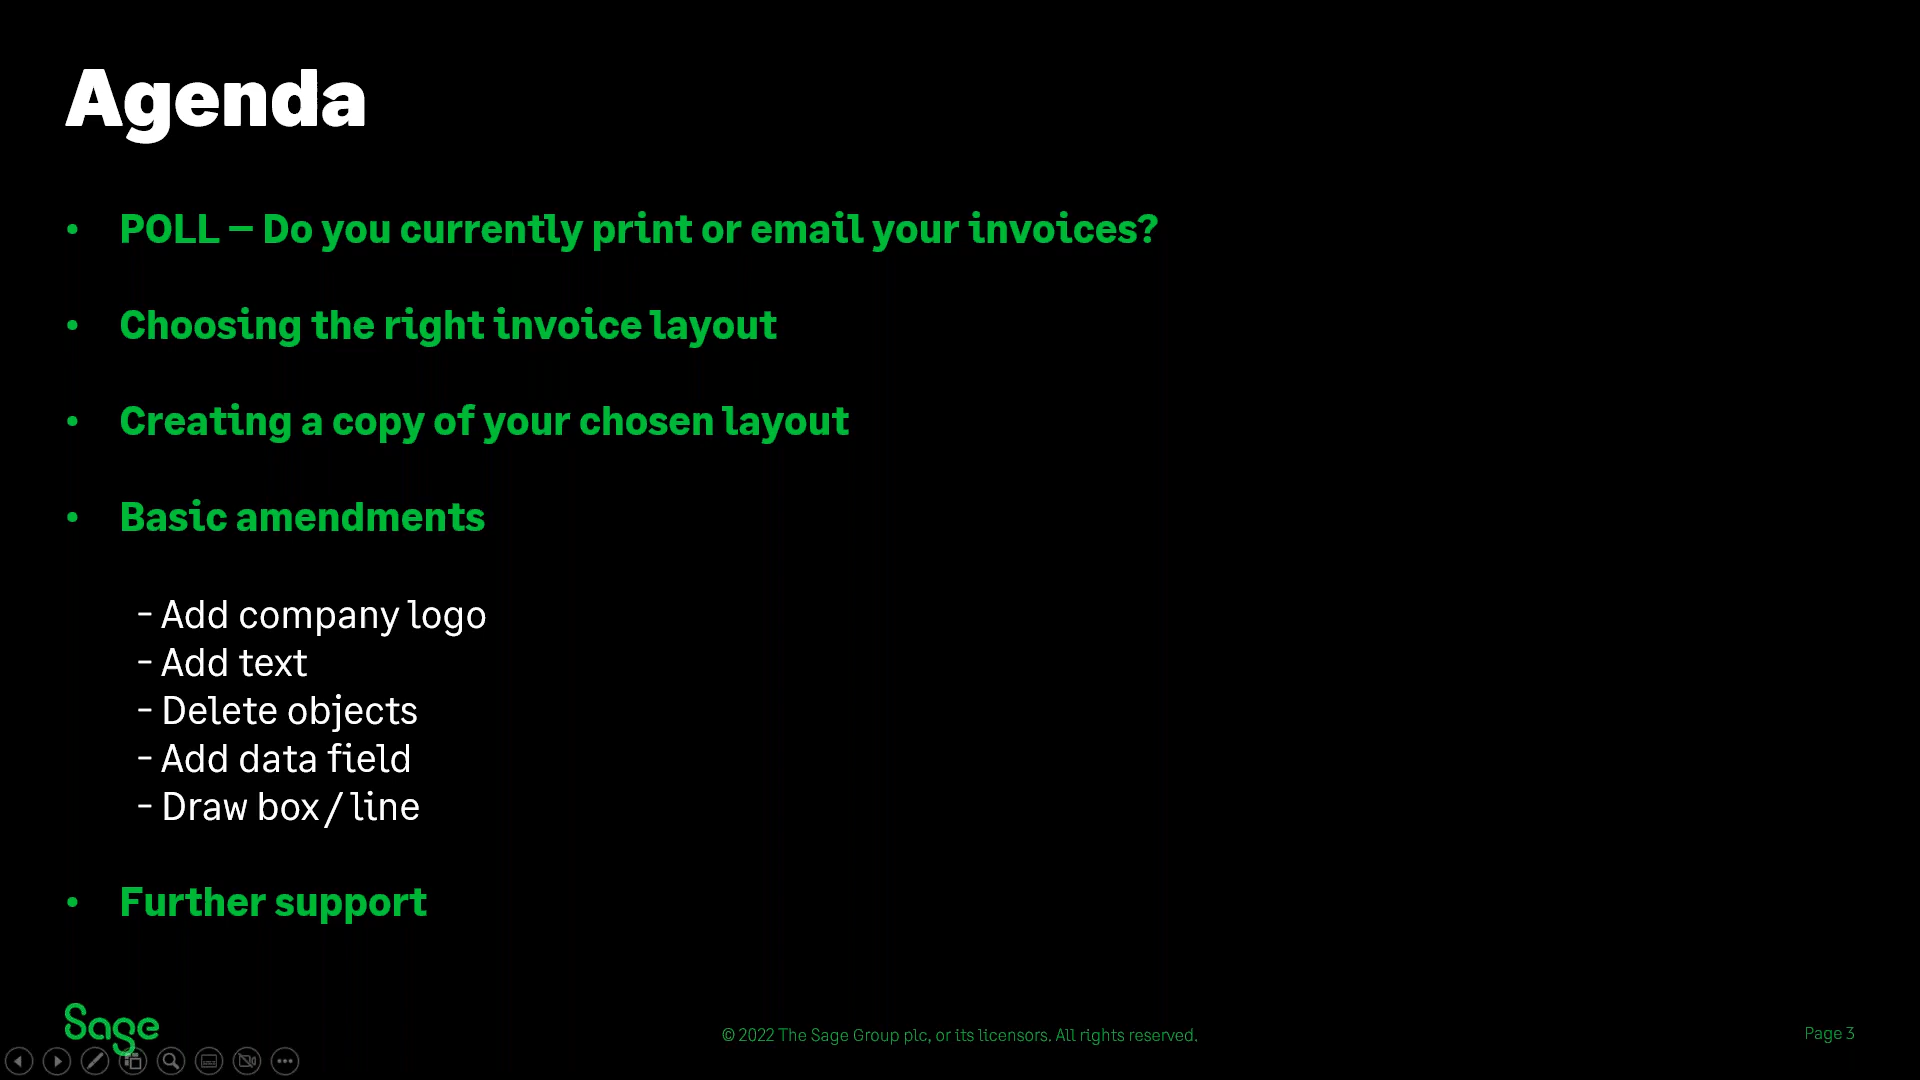 Agenda
• POLL – Do you currently print or email your invoices?
• Choosing the right invoice layout
• Creating a copy of your chosen layout
• Basic amendments
- Add company logo
- Add text
- Delete objects
- Add data field
- Draw box / line
• Further support
Sage
© 2022 The Sage Group plc, or its licensors. All rights reserved.
Page 3